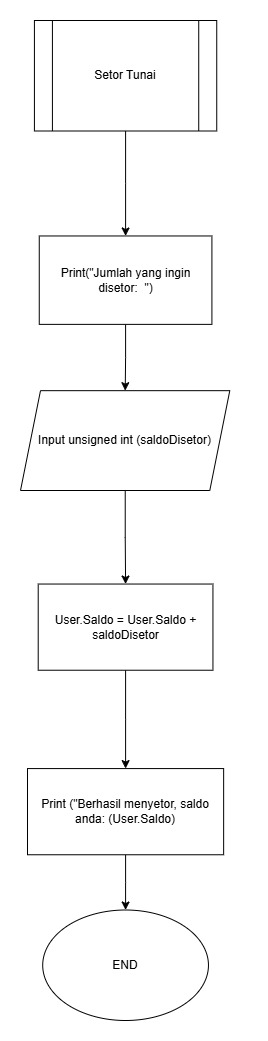 Setor Tunai
Print("Jumlah yang ingin
disetor:  ")
Input unsigned int (saldoDisetor)
User.Saldo = User.Saldo +
saldoDisetor
Print ("Berhasil menyetor, saldo
anda: (User.Saldo)
END